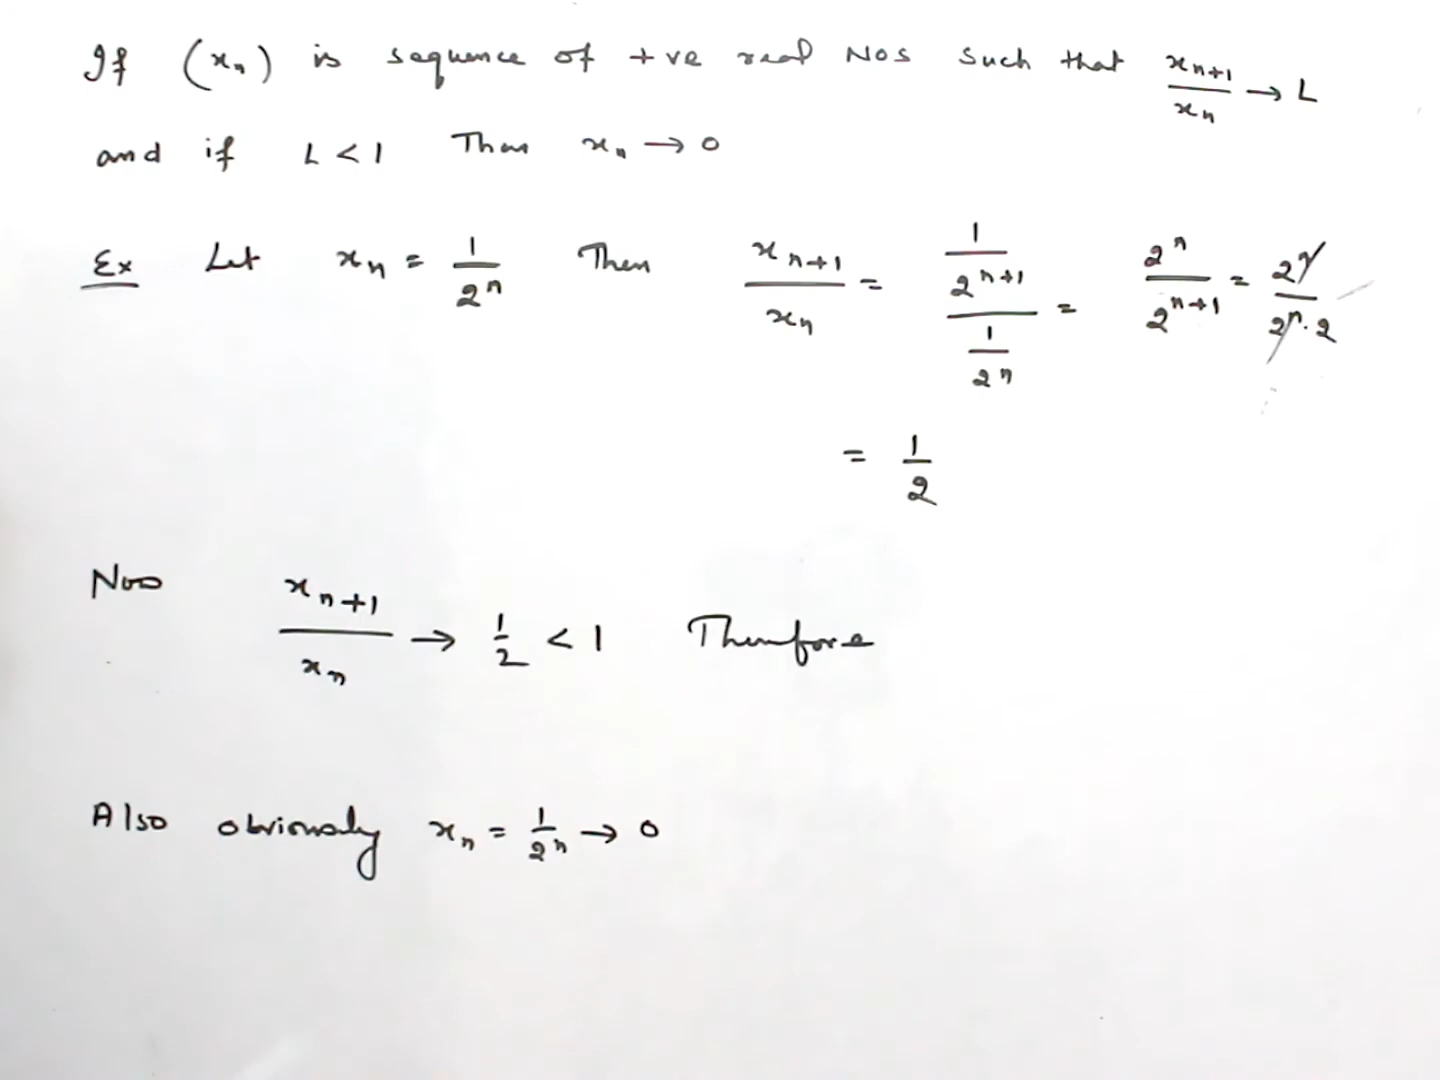 If (xₙ) is sequence of +ve real Nos such that xₙ₊₁/xₙ → L
and if L < 1 Then xₙ → 0
Ex Let xₙ = 1/2ⁿ Then xₙ₊₁/xₙ = (1/2ⁿ⁺¹)/(1/2ⁿ) = 2ⁿ/2ⁿ⁺¹ = 2ⁿ/(2ⁿ·2)
= 1/2
Now xₙ₊₁/xₙ → 1/2 < 1 Therefore
Also obviously xₙ = 1/2ⁿ → 0